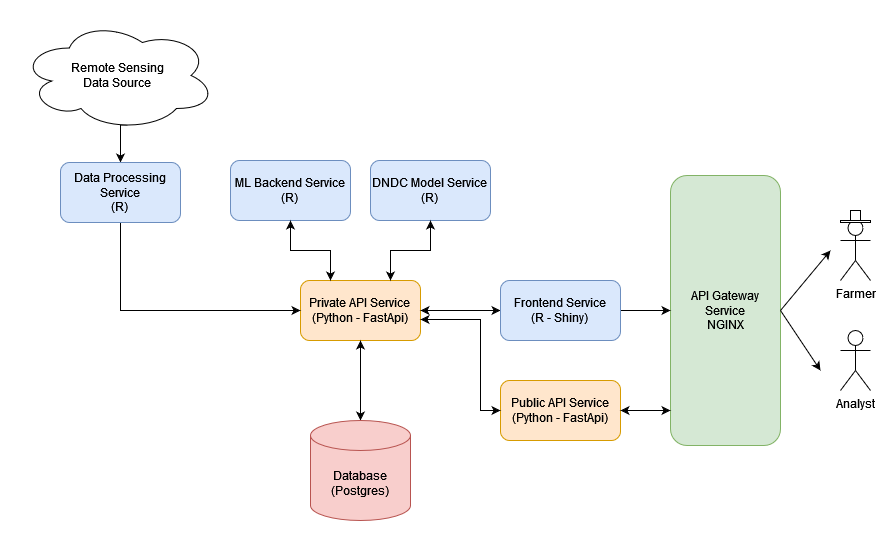 Remote Sensing
Data Source
Data Processing
Service
(R)
ML Backend Service
(R)
DNDC Model Service
(R)
Private API Service
(Python - FastApi)
Frontend Service
(R - Shiny)
API Gateway
Service
NGINX
Farmer
Public API Service
(Python - FastApi)
Analyst
Database
(Postgres)